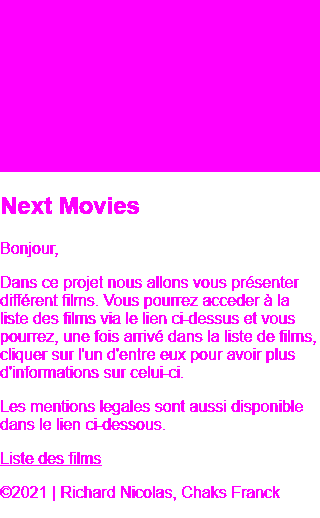 Next Movies
Bonjour,
Dans ce projet nous allons vous présenter
différent films. Vous pourrez acceder à la
liste des films via le lien ci-dessus et vous
pourrez, une fois arrivé dans la liste de films,
cliquer sur l'un d'entre eux pour avoir plus
d'informations sur celui-ci.
Les mentions legales sont aussi disponible
dans le lien ci-dessous.
Liste des films
©2021 | Richard Nicolas, Chaks Franck